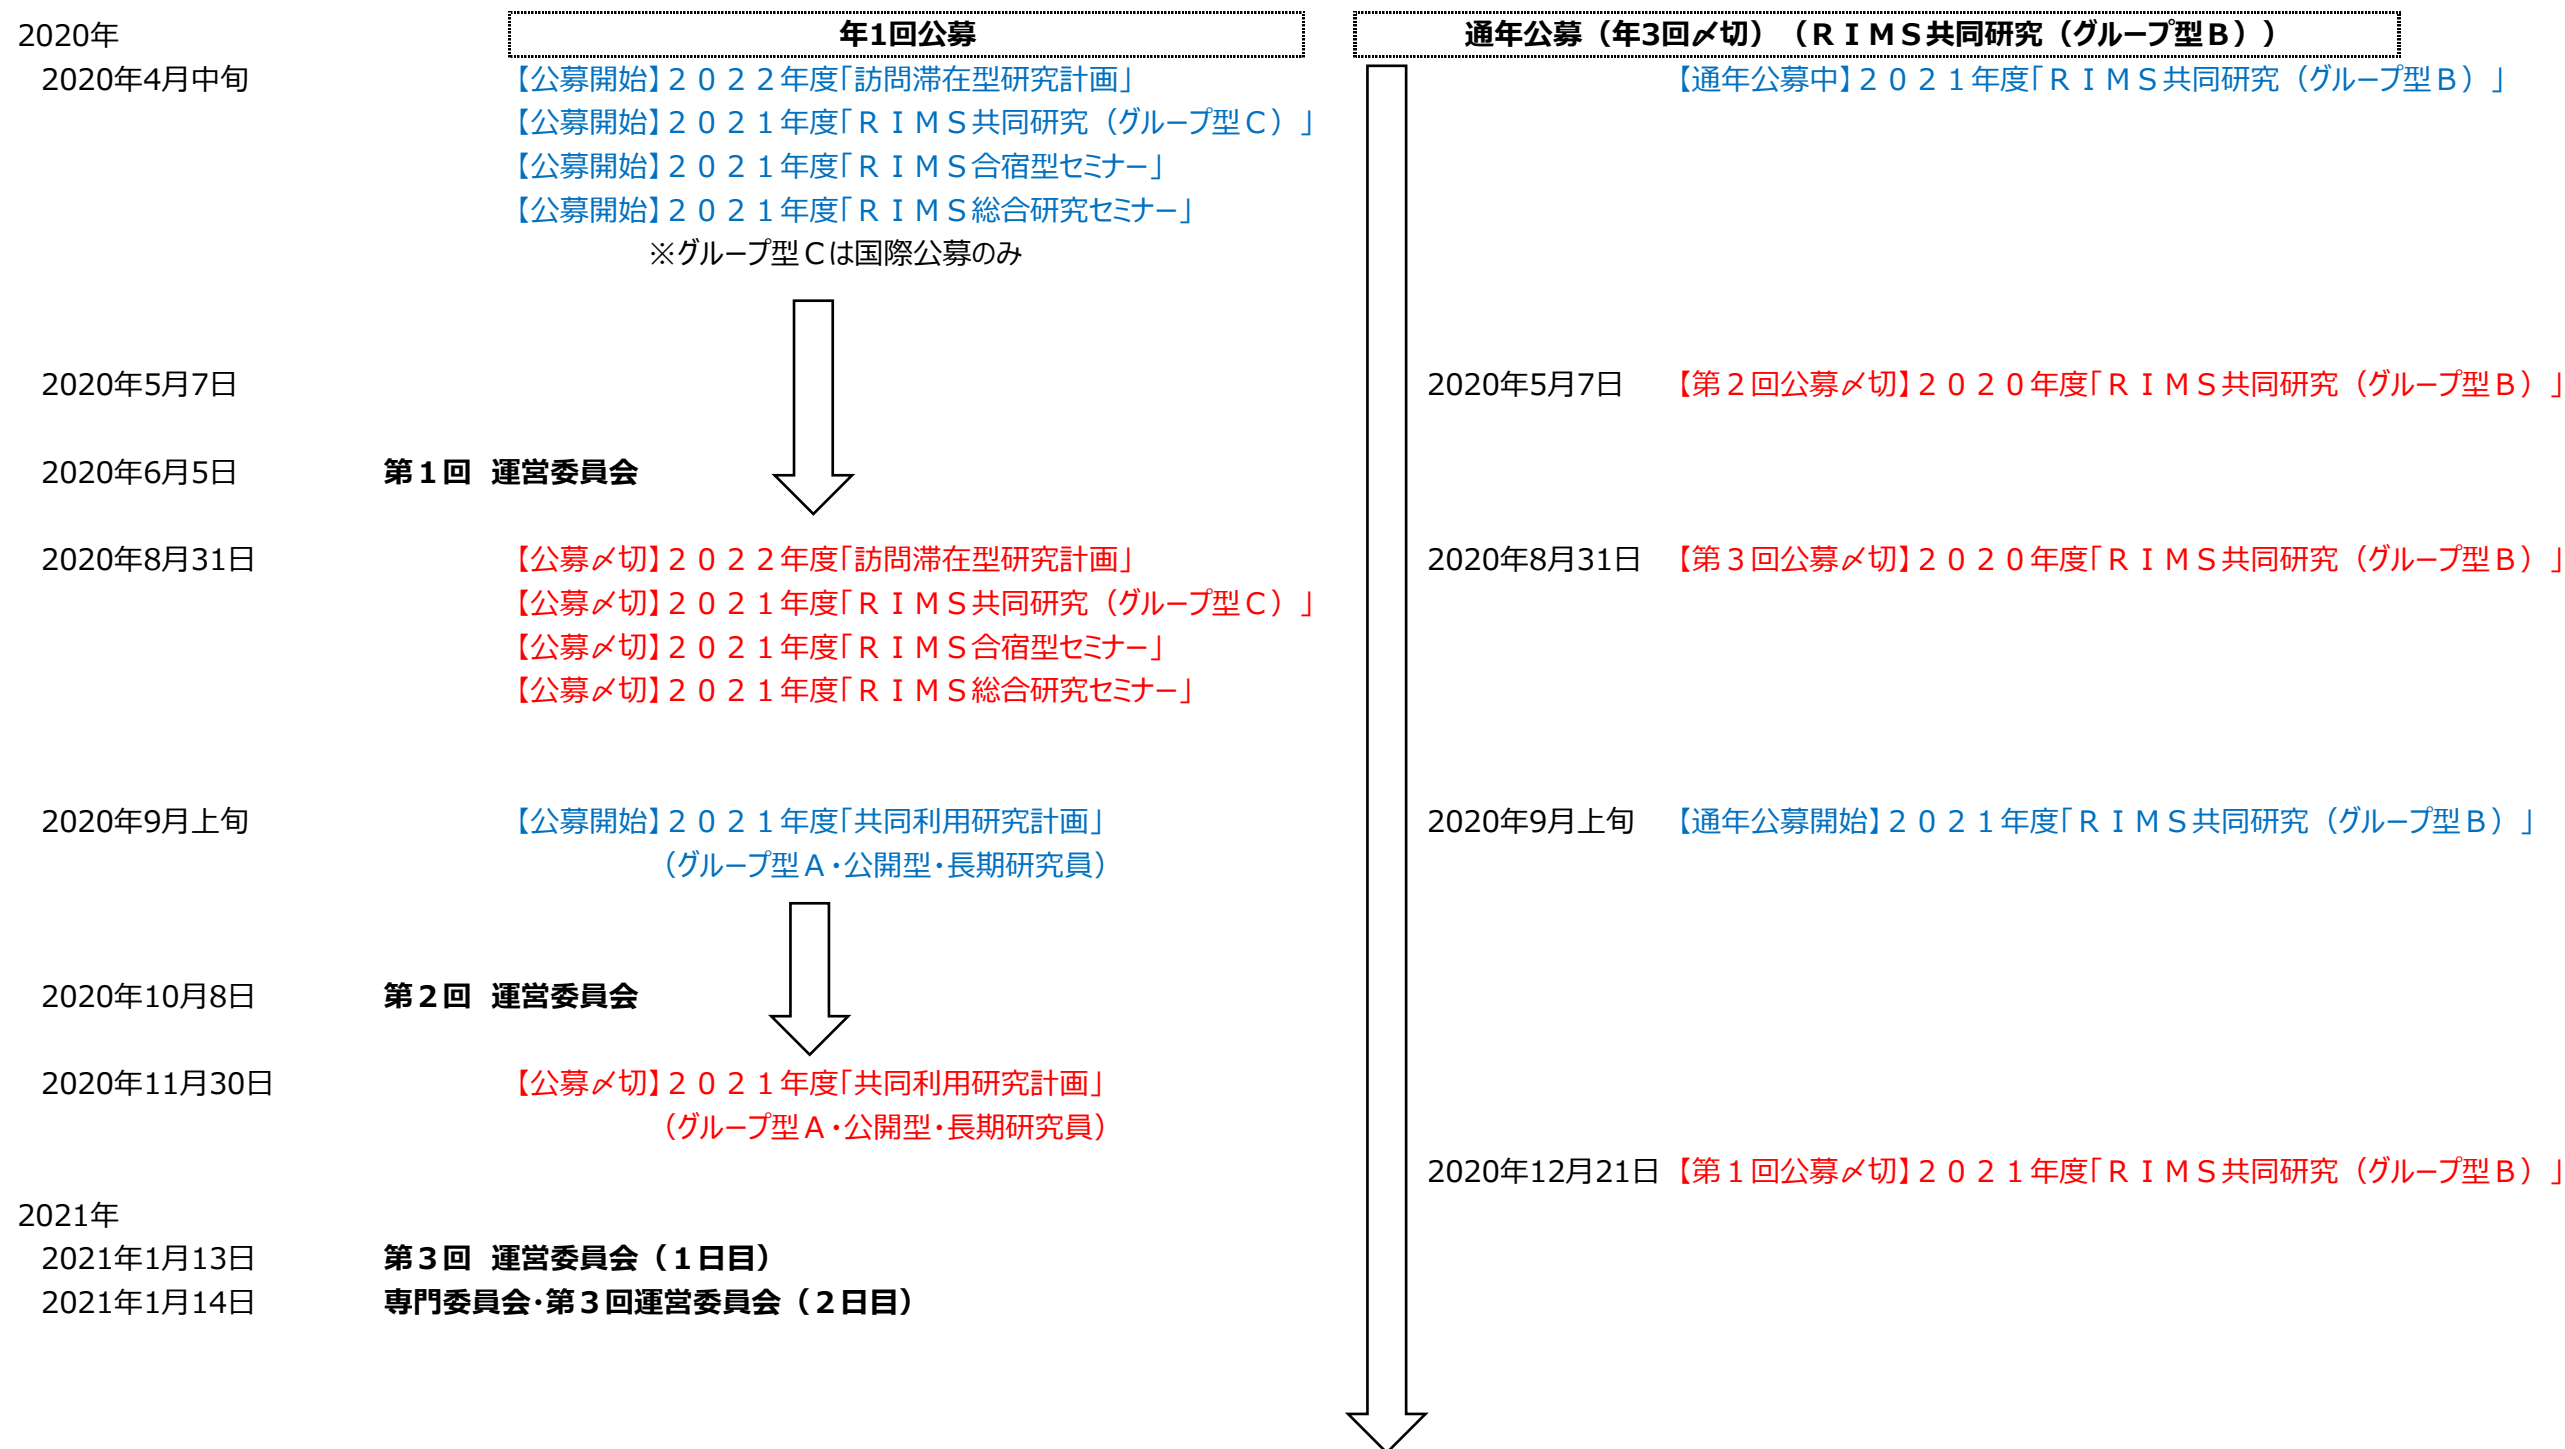 2020年
年1回公募
通年公募（年3回〆切）（ＲＩＭＳ共同研究（グループ型Ｂ））
2020年4月中旬
【公募開始】２０２２年度「訪問滞在型研究計画」
【通年公募中】２０２１年度「ＲＩＭＳ共同研究（グループ型Ｂ）」
【公募開始】２０２１年度「ＲＩＭＳ共同研究（グループ型Ｃ）」
【公募開始】２０２１年度「ＲＩＭＳ合宿型セミナー」
【公募開始】２０２１年度「ＲＩＭＳ総合研究セミナー」
※グループ型Ｃは国際公募のみ
2020年5月7日
2020年5月7日 【第２回公募〆切】２０２０年度「ＲＩＭＳ共同研究（グループ型Ｂ）」
2020年6月5日 第１回 運営委員会
2020年8月31日
【公募〆切】２０２２年度「訪問滞在型研究計画」
2020年8月31日 【第３回公募〆切】２０２０年度「ＲＩＭＳ共同研究（グループ型Ｂ）」
【公募〆切】２０２１年度「ＲＩＭＳ共同研究（グループ型Ｃ）」
【公募〆切】２０２１年度「ＲＩＭＳ合宿型セミナー」
【公募〆切】２０２１年度「ＲＩＭＳ総合研究セミナー」
2020年9月上旬
【公募開始】２０２１年度「共同利用研究計画」
2020年9月上旬 【通年公募開始】２０２１年度「ＲＩＭＳ共同研究（グループ型Ｂ）」
（グループ型Ａ・公開型・長期研究員）
2020年10月8日 第２回 運営委員会
2020年11月30日
【公募〆切】２０２１年度「共同利用研究計画」
（グループ型Ａ・公開型・長期研究員）
2020年12月21日 【第１回公募〆切】２０２１年度「ＲＩＭＳ共同研究（グループ型Ｂ）」
2021年
2021年1月13日 第３回 運営委員会（１日目）
2021年1月14日 専門委員会・第３回運営委員会（２日目）